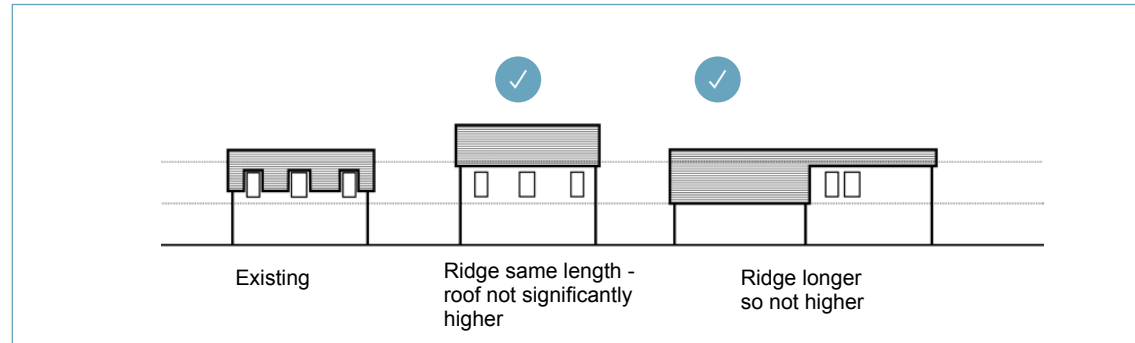 Existing
Ridge same length -
roof not significantly
higher
Ridge longer
so not higher